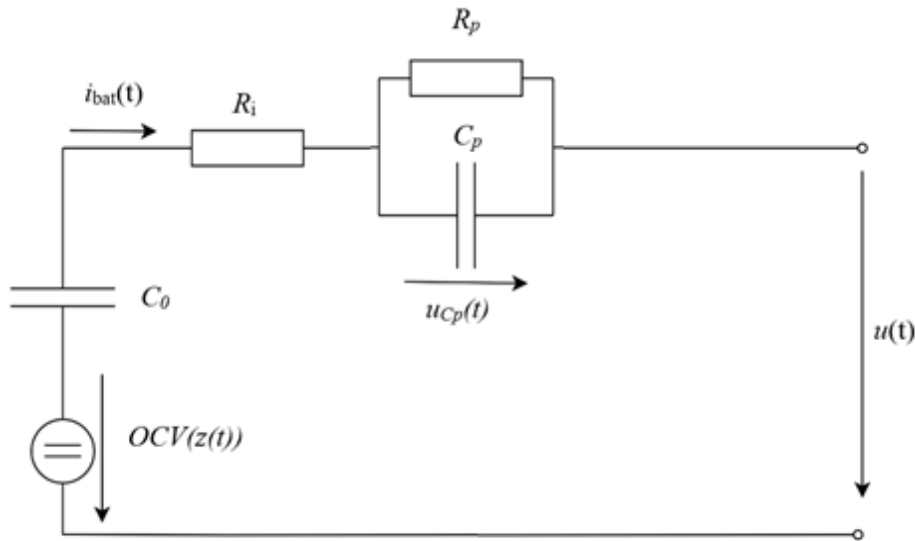 R_p
i_bat(t)
R_i
C_p
C_0
u_Cp(t)
u(t)
OCV(z(t))